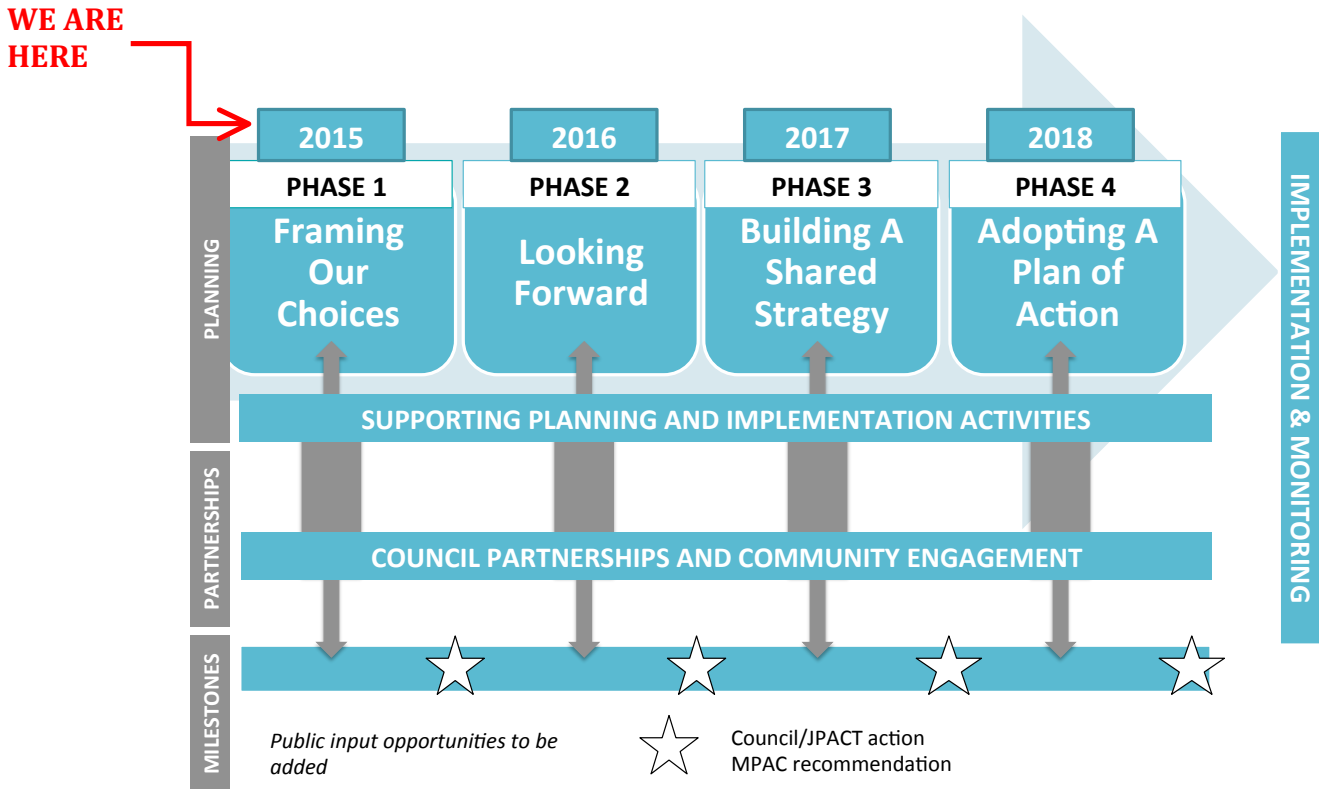 WE ARE
HERE
2015
2016
2017
2018
PHASE 1
PHASE 2
PHASE 3
PHASE 4
Framing
Our
Choices
Looking
Forward
Building A
Shared
Strategy
Adopting A
Plan of
Action
PLANNING
SUPPORTING PLANNING AND IMPLEMENTATION ACTIVITIES
PARTNERSHIPS
COUNCIL PARTNERSHIPS AND COMMUNITY ENGAGEMENT
MILESTONES
IMPLEMENTATION & MONITORING
Public input opportunities to be
added
Council/JPACT action
MPAC recommendation